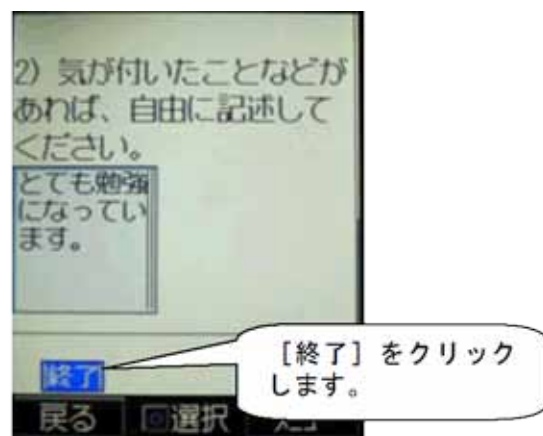 2) 気が付いたことなどが
あれば、自由に記述して
ください。
とても勉強
になってい
ます。
終了
［終了］をクリック
します。
戻る
選択